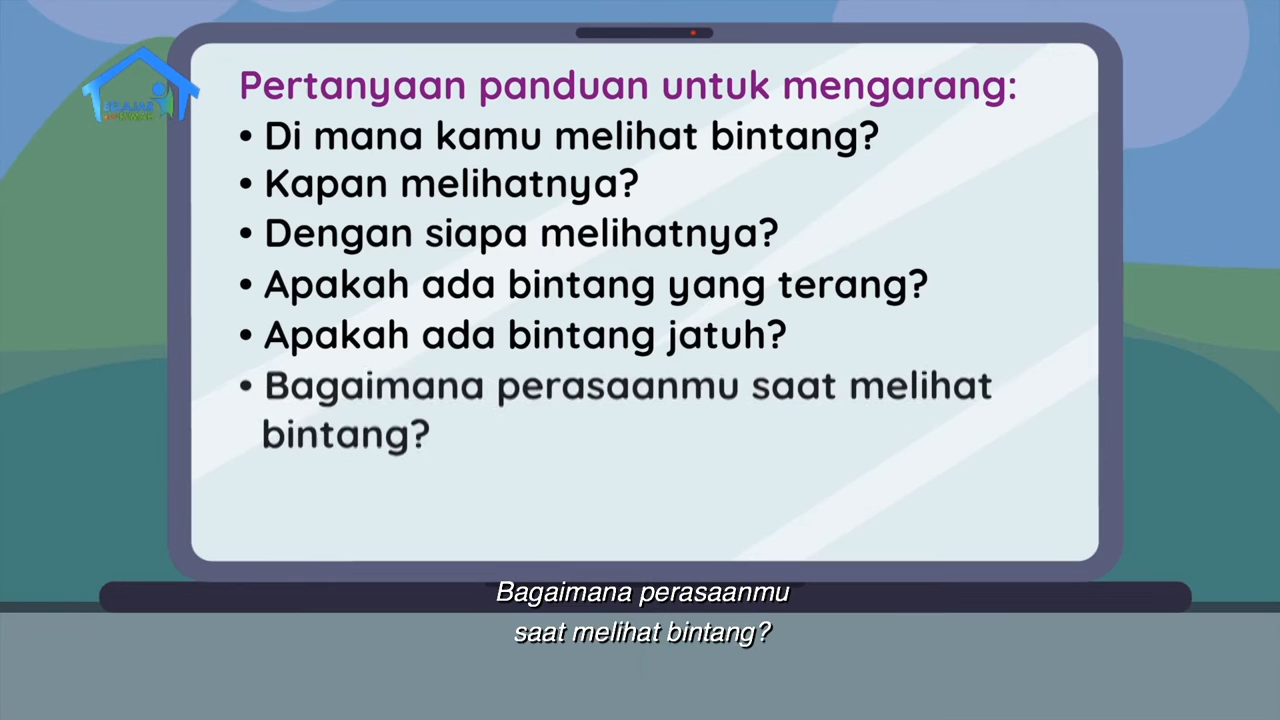 Pertanyaan panduan untuk mengarang:
• Di mana kamu melihat bintang?
• Kapan melihatnya?
• Dengan siapa melihatnya?
• Apakah ada bintang yang terang?
• Apakah ada bintang jatuh?
• Bagaimana perasaanmu saat melihat
bintang?
Bagaimana perasaanmu
saat melihat bintang?